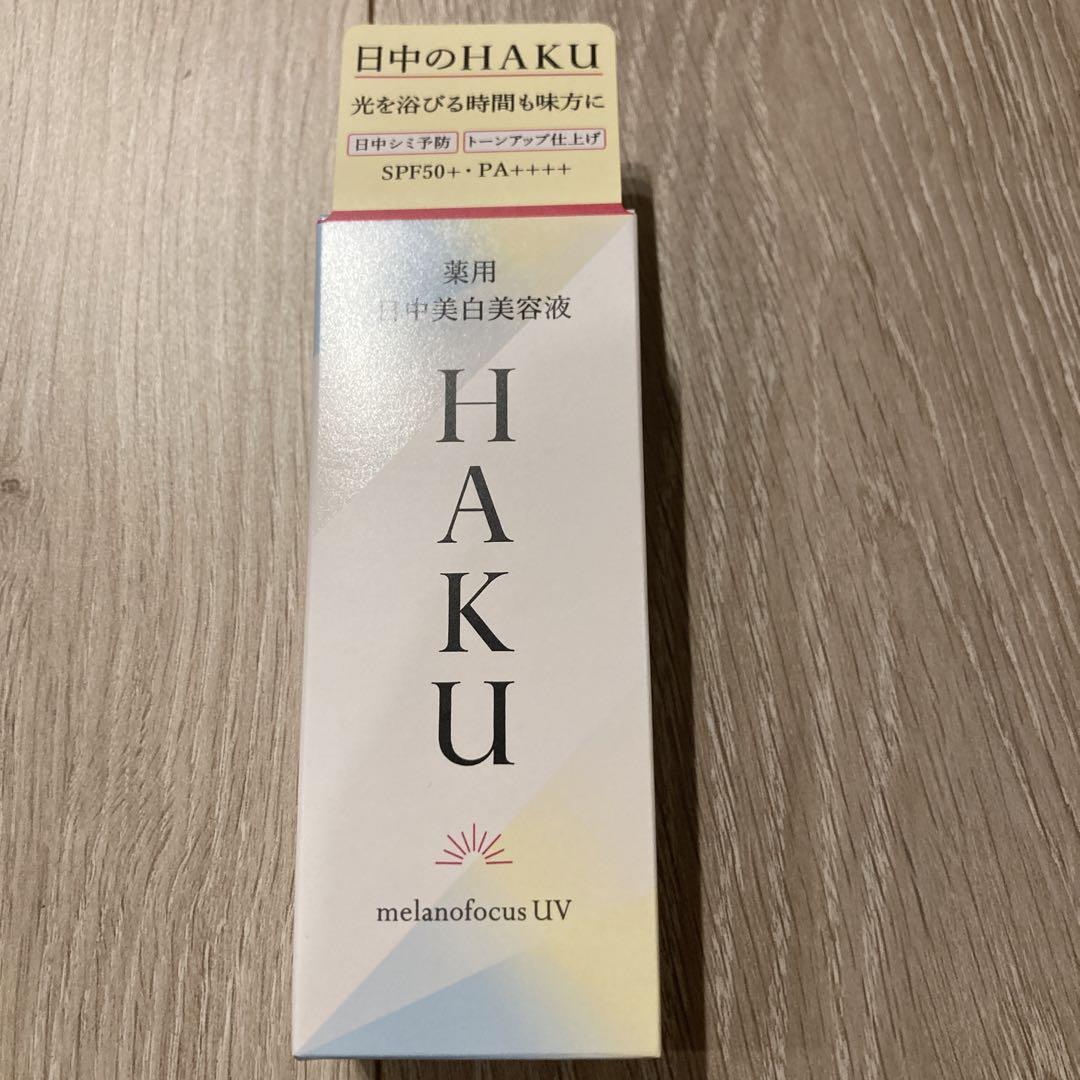 日中のHAKU
光を浴びる時間も味方に
日中シミ予防 トーンアップ仕上げ
SPF50+・PA++++
薬用
日中美白美容液
HAKU
melanofocus UV